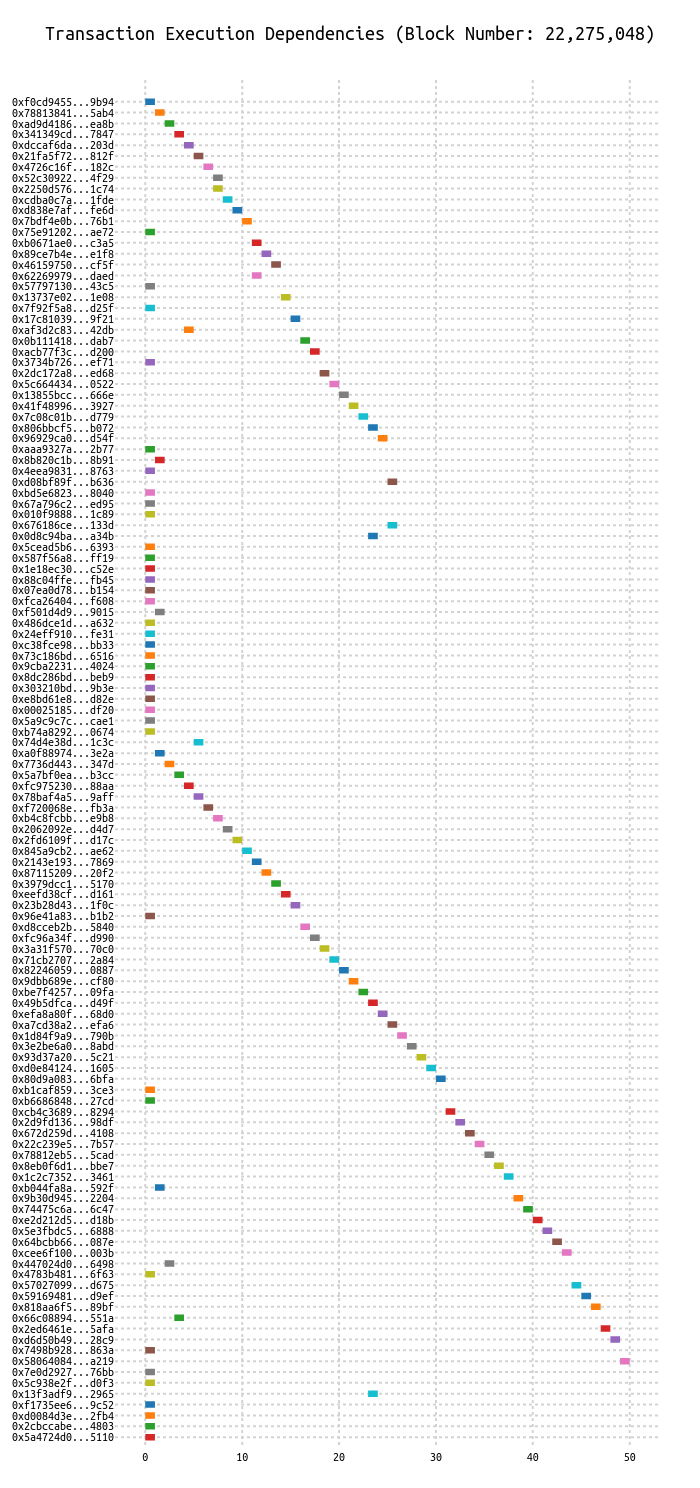 Transaction Execution Dependencies (Block Number: 22,275,048)
0xf0cd9455...9b94
0x78813841...5ab4
0xad9d4186...ea8b
0x341349cd...7847
0xdccaf6da...203d
0x21fa5f72...812f
0x4726c16f...182c
0x52c30922...4f29
0x2250d576...1c74
0xcdba0c7a...1fde
0xd838e7af...fe6d
0x7bdf4e0b...76b1
0x75e91202...ae72
0xb0671ae0...c3a5
0x89ce7b4e...e1f8
0x46159750...cf5f
0x62269979...daed
0x57797130...43c5
0x13737e02...1e08
0x7f92f5a8...d25f
0x17c81039...9f21
0xaf3d2c83...42db
0x0b111418...dab7
0xacb77f3c...d200
0x3734b726...ef71
0x2dc172a8...ed68
0x5c664434...0522
0x13855bcc...666e
0x41f48996...3927
0x7c08c01b...d779
0x806bbcf5...b072
0x96929ca0...d54f
0xaaa9327a...2b77
0x8b820c1b...8b91
0x4eea9831...8763
0xd08bf89f...b636
0xbd5e6823...8040
0x67a796c2...ed95
0x010f9888...1c89
0x676186ce...133d
0x0d8c94ba...a34b
0x5cead5b6...6393
0x587f56a8...ff19
0x1e18ec30...c52e
0x88c04ffe...fb45
0x07ea0d78...b154
0xfca26404...f608
0xf501d4d9...9015
0x486dce1d...a632
0x24eff910...fe31
0xc38fce98...bb33
0x73c186bd...6516
0x9cba2231...4024
0x8dc286bd...beb9
0x303210bd...9b3e
0xe8bd61e8...d82e
0x00025185...df20
0x5a9c9c7c...cae1
0xb74a8292...0674
0x74d4e38d...1c3c
0xa0f88974...3e2a
0x7736d443...347d
0x5a7bf0ea...b3cc
0xfc975230...88aa
0x78baf4a5...9aff
0xf720068e...fb3a
0xb4c8fcbb...e9b8
0x2062092e...d4d7
0x2fd6109f...d17c
0x845a9cb2...ae62
0x2143e193...7869
0x87115209...20f2
0x3979dcc1...5170
0xeefd38cf...d161
0x23b28d43...1f0c
0x96e41a83...b1b2
0xd8cceb2b...5840
0xfc96a34f...d990
0x3a31f570...70c0
0x71cb2707...2a84
0x82246059...0887
0x9dbb689e...cf80
0xbe7f4257...09fa
0x49b5dfca...d49f
0xefa8a80f...68d0
0xa7cd38a2...efa6
0x1d84f9a9...790b
0x3e2be6a0...8abd
0x93d37a20...5c21
0xd0e84124...1605
0x80d9a083...6bfa
0xb1caf859...3ce3
0xb6686848...27cd
0xcb4c3689...8294
0x2d9fd136...98df
0x672d259d...4108
0x22c239e5...7b57
0x78812eb5...5cad
0x8eb0f6d1...bbe7
0x1c2c7352...3461
0xb044fa8a...592f
0x9b30d945...2204
0x74475c6a...6c47
0xe2d212d5...d18b
0x5e3fbdc5...6888
0x64bcbb66...087e
0xcee6f100...003b
0x447024d0...6498
0x4783b481...6f63
0x57027099...d675
0x59169481...d9ef
0x818aa6f5...89bf
0x66c08894...551a
0x2ed6461e...5afa
0xd6d50b49...28c9
0x7498b928...863a
0x58064084...a219
0x7e0d2927...76bb
0x5c938e2f...d0f3
0x13f3adf9...2965
0xf1735ee6...9c52
0xd0084d3e...2fb4
0x2cbccabe...4803
0x5a4724d0...5110
0 10 20 30 40 50